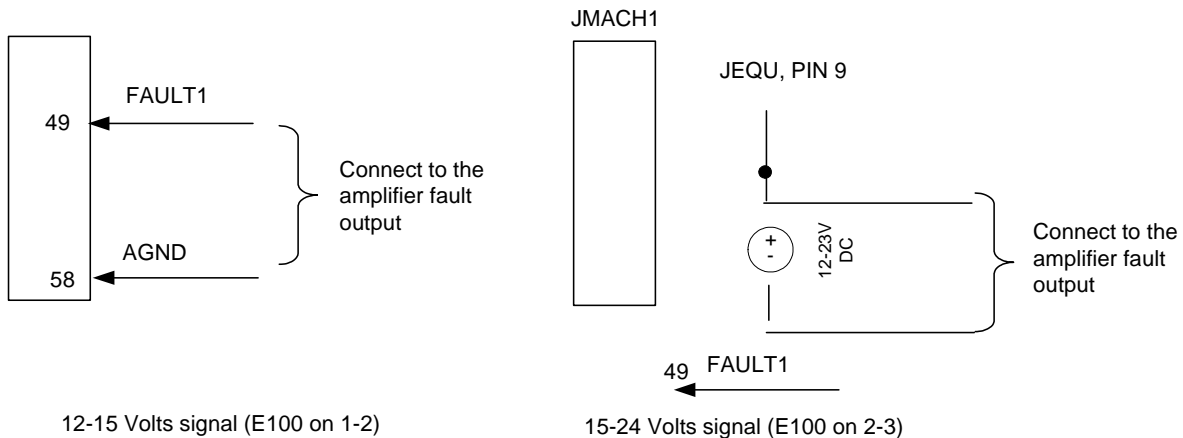 49
FAULT1
58
AGND
Connect to the
amplifier fault
output
12-15 Volts signal (E100 on 1-2)
JMACH1
JEQU, PIN 9
+
-
12-23V
DC
Connect to the
amplifier fault
output
49
FAULT1
15-24 Volts signal (E100 on 2-3)